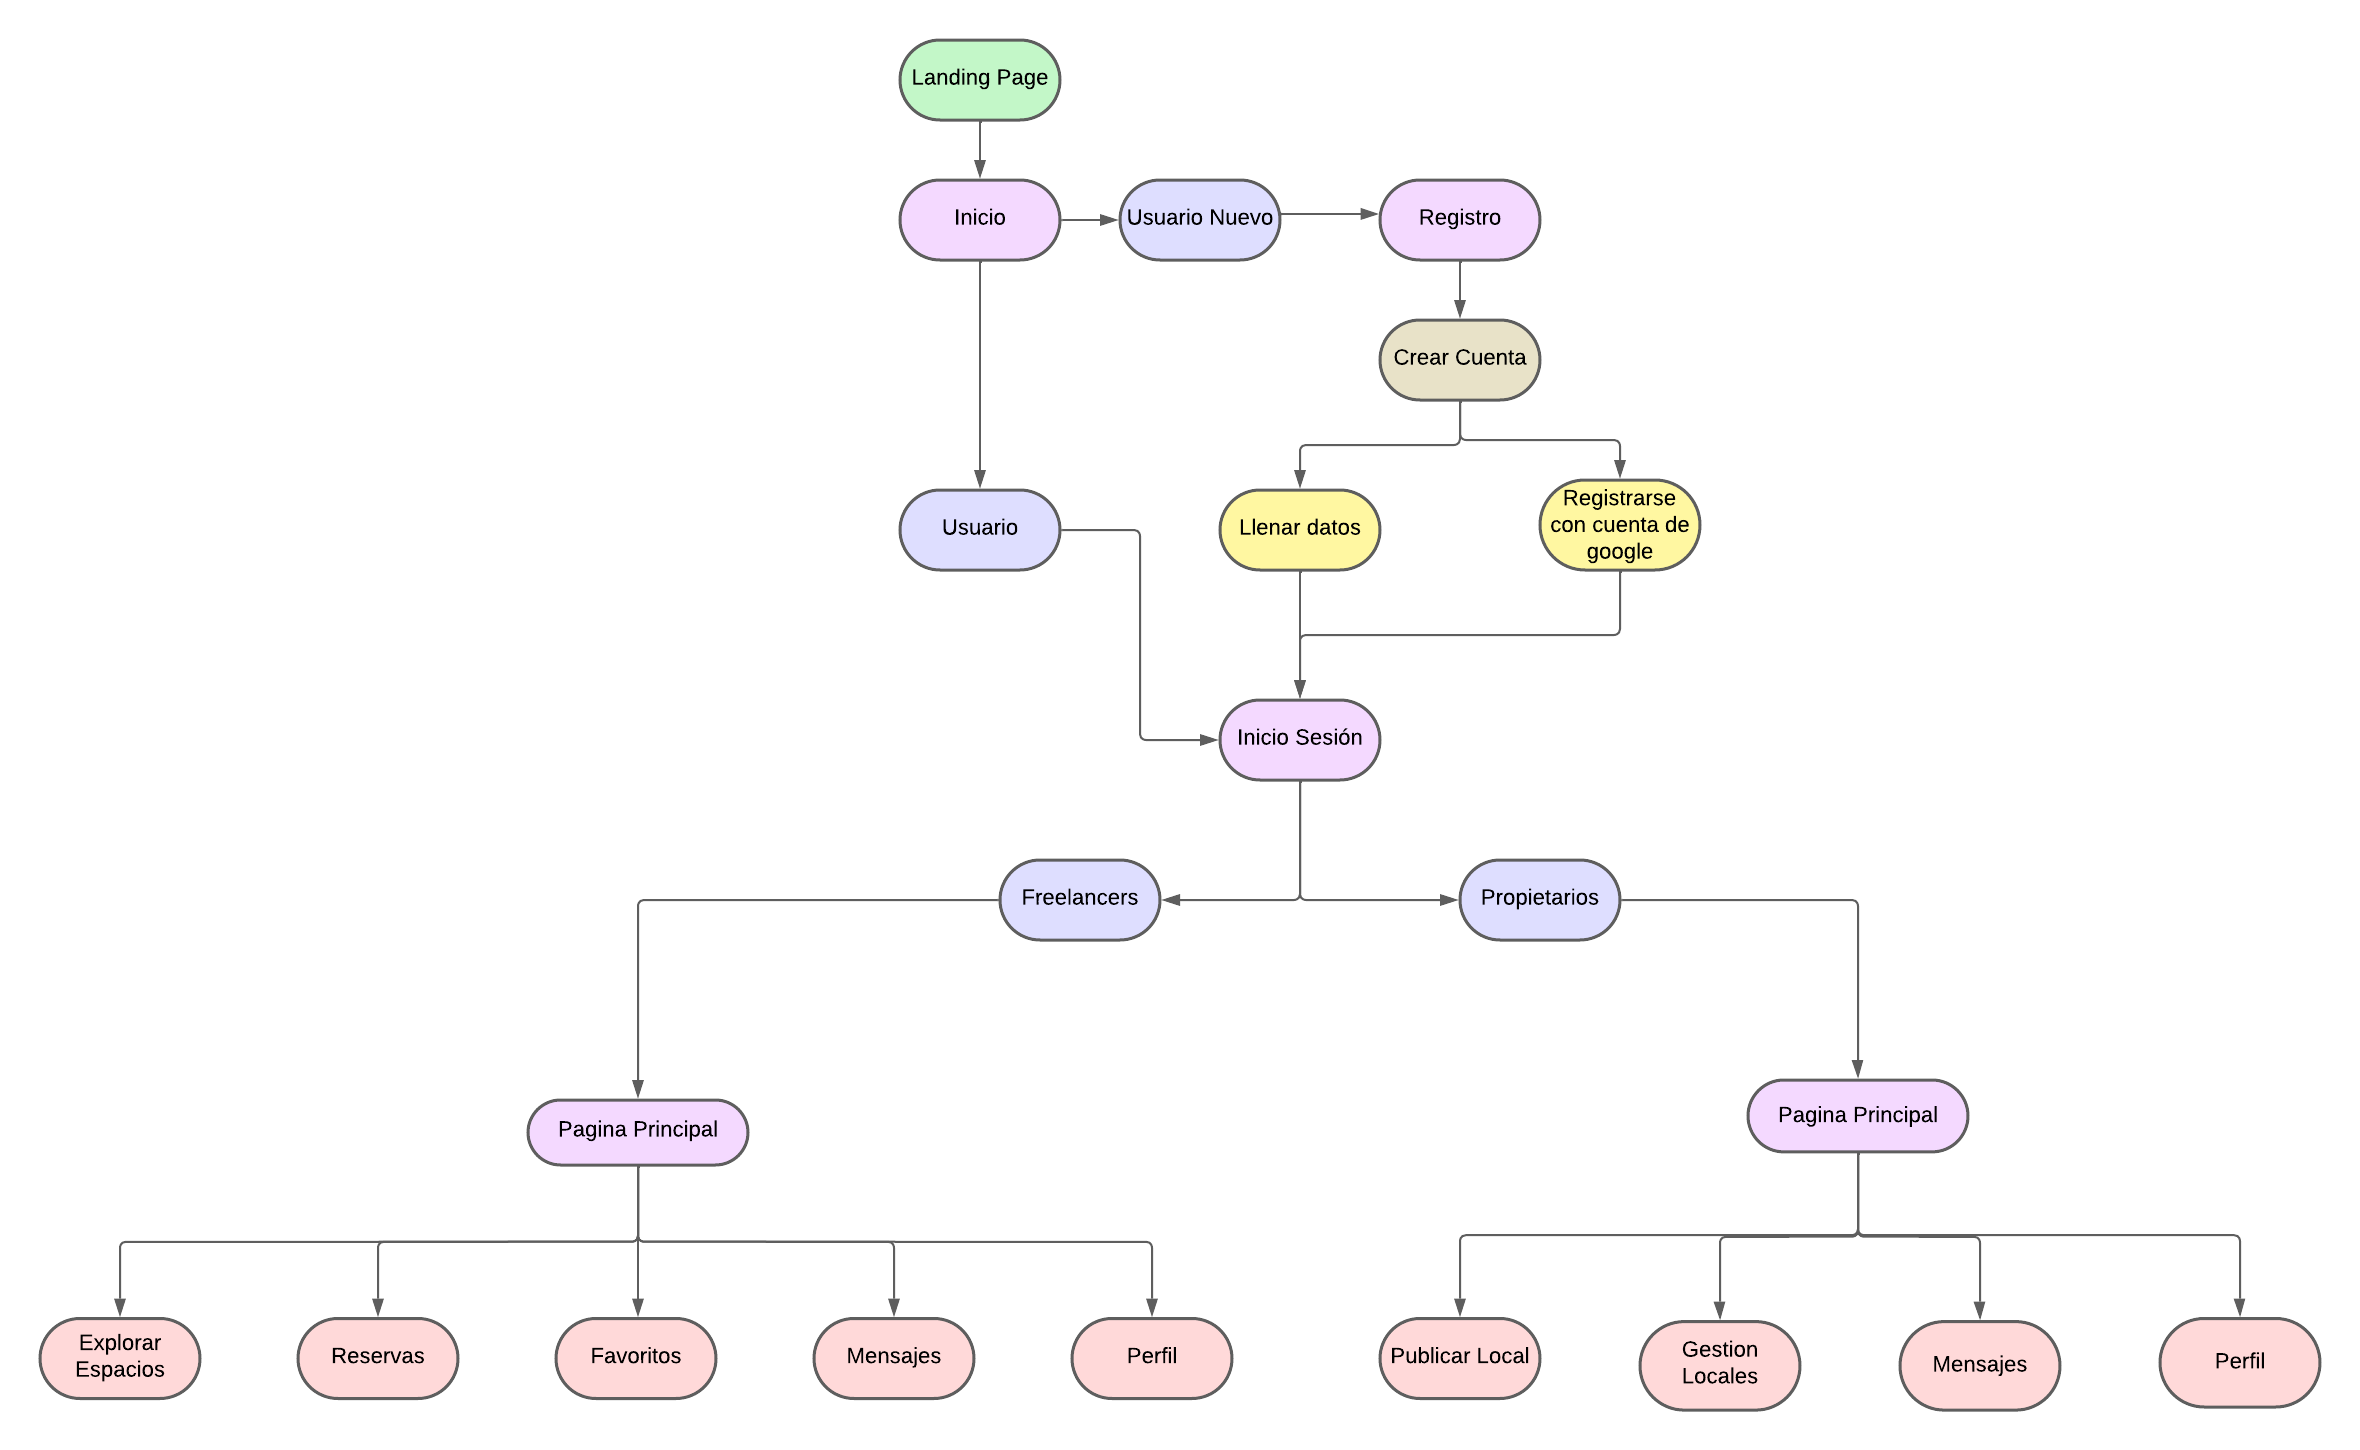 Landing Page
Inicio
Usuario Nuevo
Registro
Crear Cuenta
Usuario
Llenar datos
Registrarse
con cuenta de
google
Inicio Sesión
Freelancers
Propietarios
Pagina Principal
Pagina Principal
Explorar
Espacios
Reservas
Favoritos
Mensajes
Perfil
Publicar Local
Gestion
Locales
Mensajes
Perfil